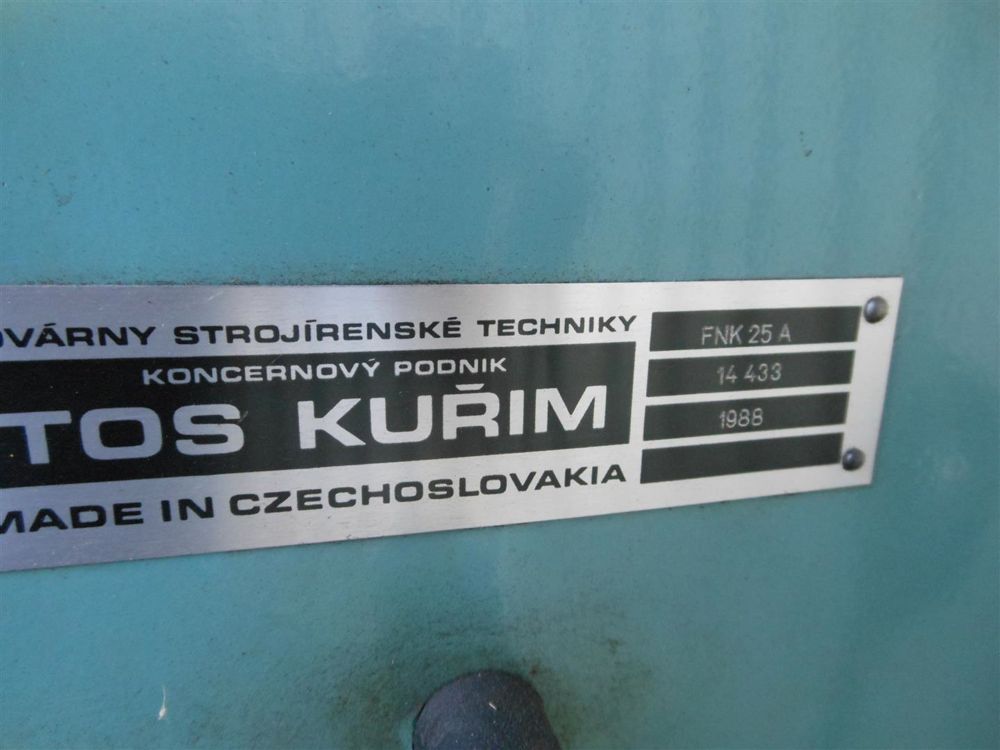 OVÁRNY STROJÍRENSKÉ TECHNIKY
KONCERNOVÝ PODNIK
TOS KUŘIM
MADE IN CZECHOSLOVAKIA
FNK 25 A
14 433
1988